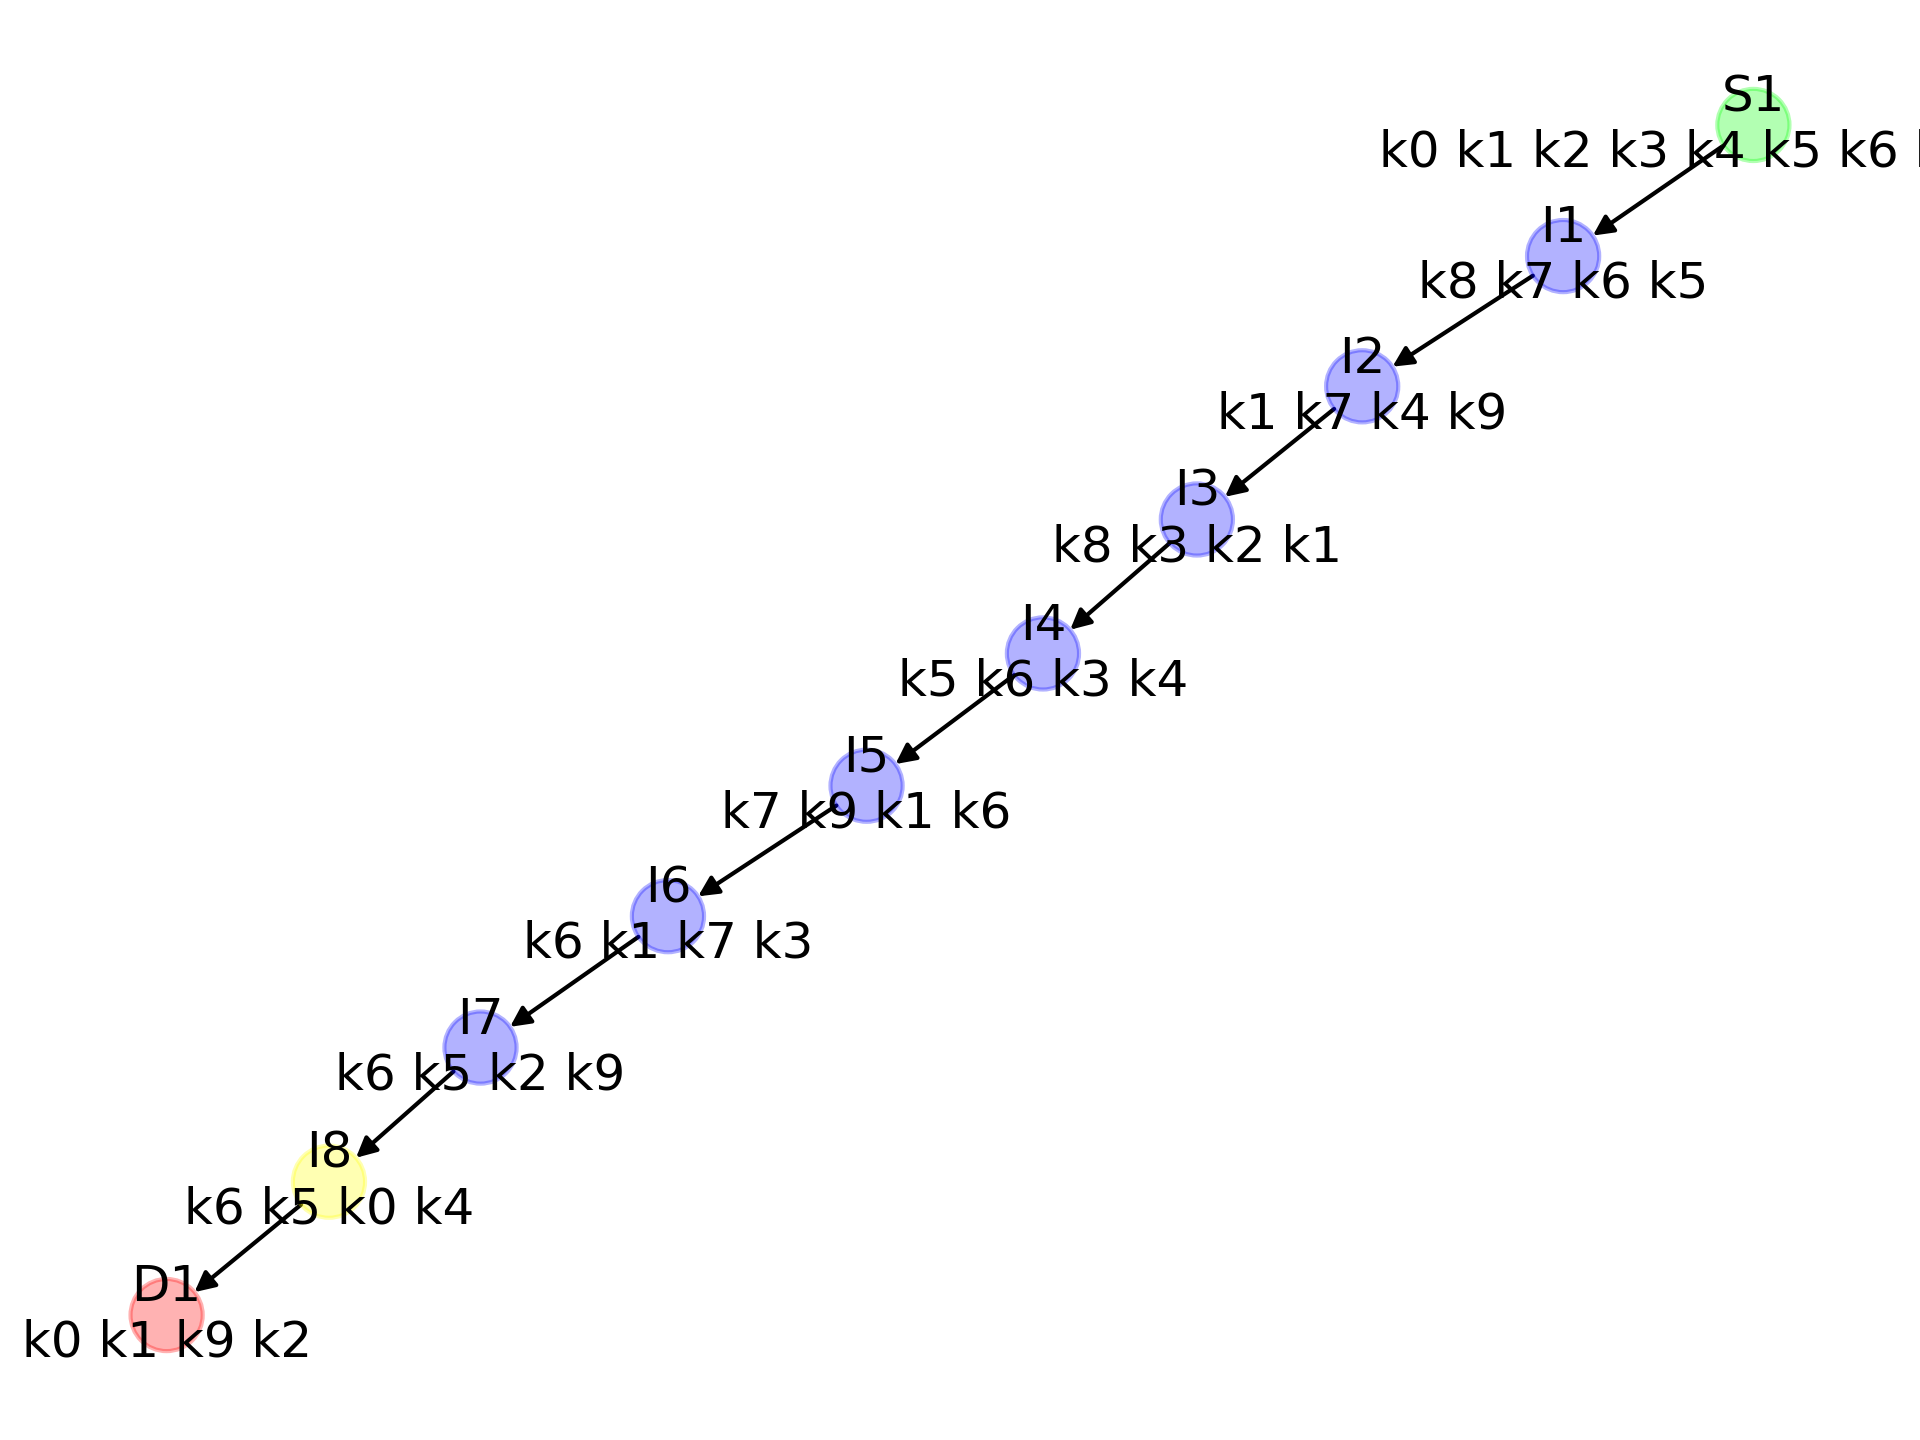 S1
k0 k1 k2 k3 k4 k5 k6
I1
k8 k7 k6 k5
I2
k1 k7 k4 k9
I3
k8 k3 k2 k1
I4
k5 k6 k3 k4
I5
k7 k9 k1 k6
I6
k6 k1 k7 k3
I7
k6 k5 k2 k9
I8
k6 k5 k0 k4
D1
k0 k1 k9 k2